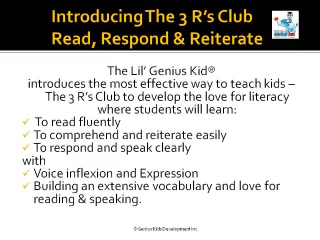 Introducing The 3 R's Club
Read, Respond & Reiterate
The Lil' Genius Kid®
introduces the most effective way to teach kids –
The 3 R's Club to develop the love for literacy
where students will learn:
✓ To read fluently
✓ To comprehend and reiterate easily
✓ To respond and speak clearly
with
✓ Voice inflexion and Expression
✓ Building an extensive vocabulary and love for
reading & speaking.
© Genius Kids Development Inc